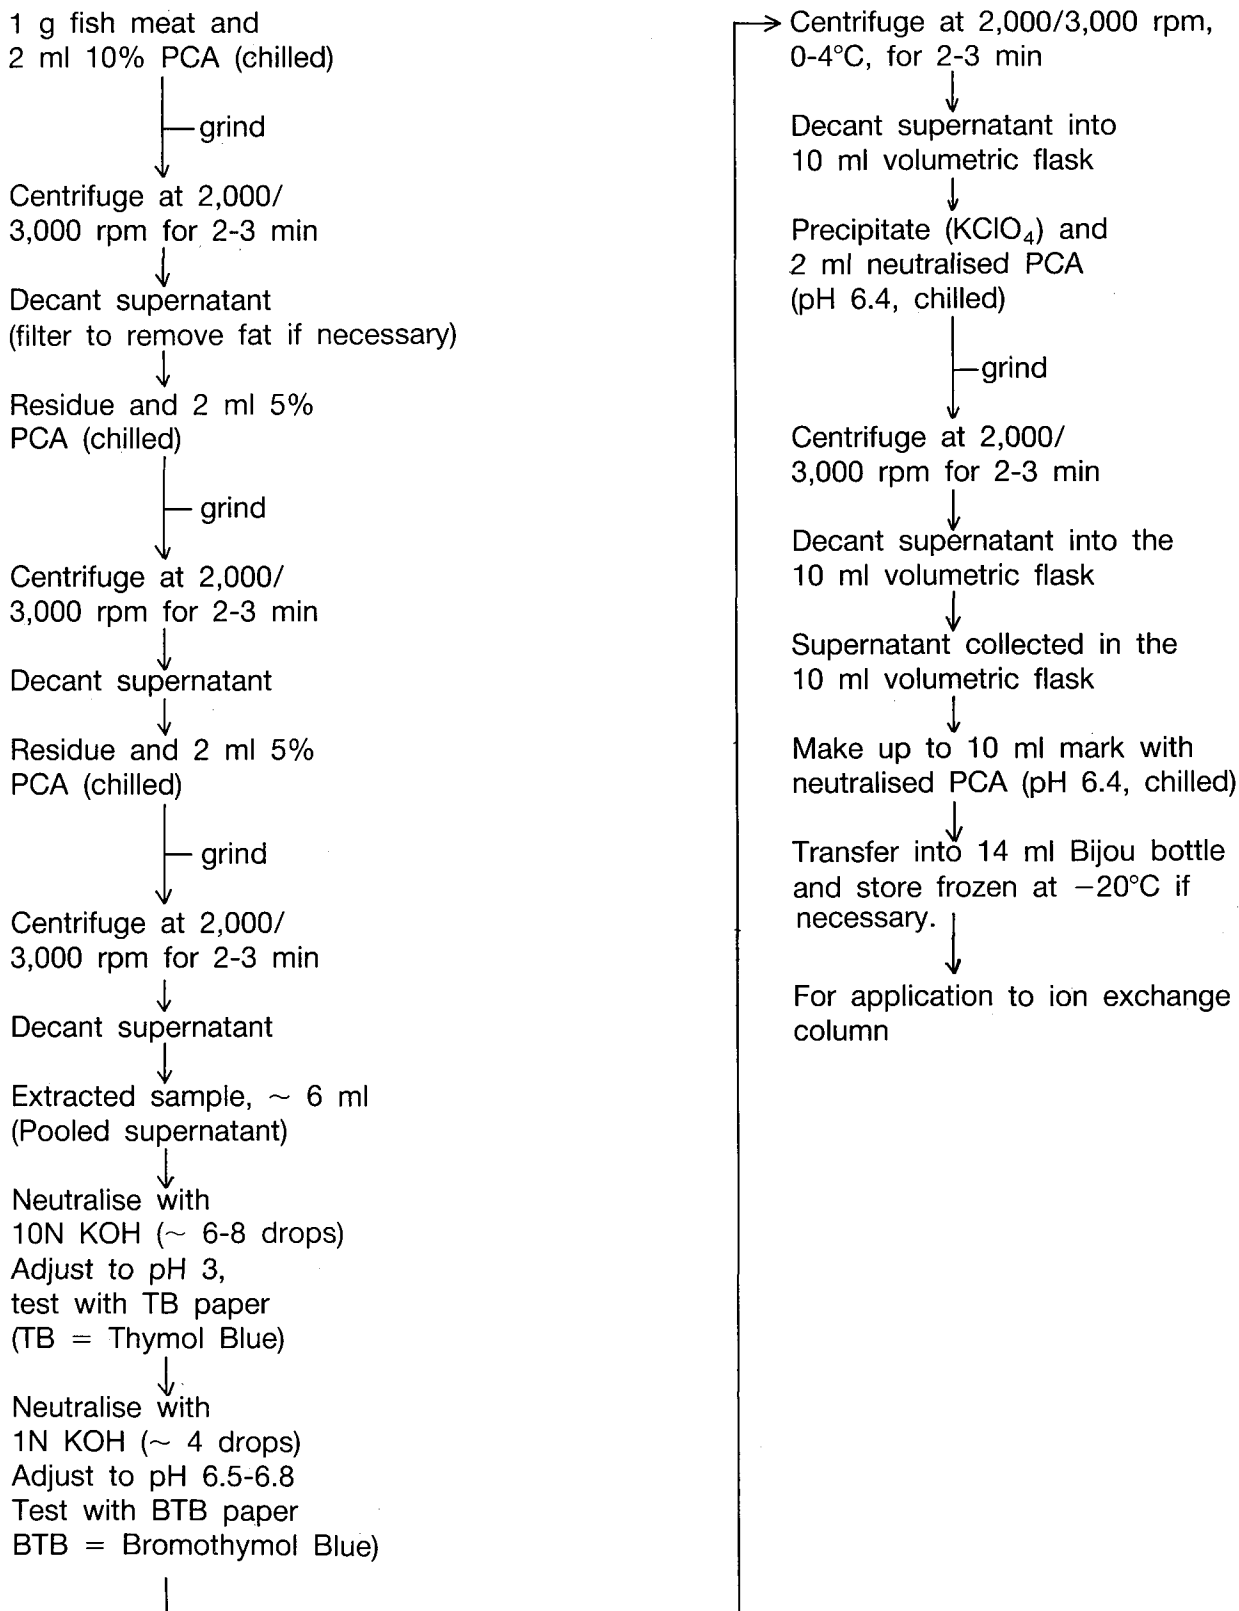 1 g fish meat and
2 ml 10% PCA (chilled)
grind
Centrifuge at 2,000/
3,000 rpm for 2-3 min
Decant supernatant
(filter to remove fat if necessary)
Residue and 2 ml 5%
PCA (chilled)
grind
Centrifuge at 2,000/
3,000 rpm for 2-3 min
Decant supernatant
Residue and 2 ml 5%
PCA (chilled)
grind
Centrifuge at 2,000/
3,000 rpm for 2-3 min
Decant supernatant
Extracted sample, ~ 6 ml
(Pooled supernatant)
Neutralise with
10N KOH (~ 6-8 drops)
Adjust to pH 3,
test with TB paper
(TB = Thymol Blue)
Neutralise with
1N KOH (~ 4 drops)
Adjust to pH 6.5-6.8
Test with BTB paper
BTB = Bromothymol Blue)
Centrifuge at 2,000/3,000 rpm,
0-4°C, for 2-3 min
Decant supernatant into
10 ml volumetric flask
Precipitate (KClO₄) and
2 ml neutralised PCA
(pH 6.4, chilled)
grind
Centrifuge at 2,000/
3,000 rpm for 2-3 min
Decant supernatant into the
10 ml volumetric flask
Supernatant collected in the
10 ml volumetric flask
Make up to 10 ml mark with
neutralised PCA (pH 6.4, chilled)
Transfer into 14 ml Bijou bottle
and store frozen at −20°C if
necessary.
For application to ion exchange
column